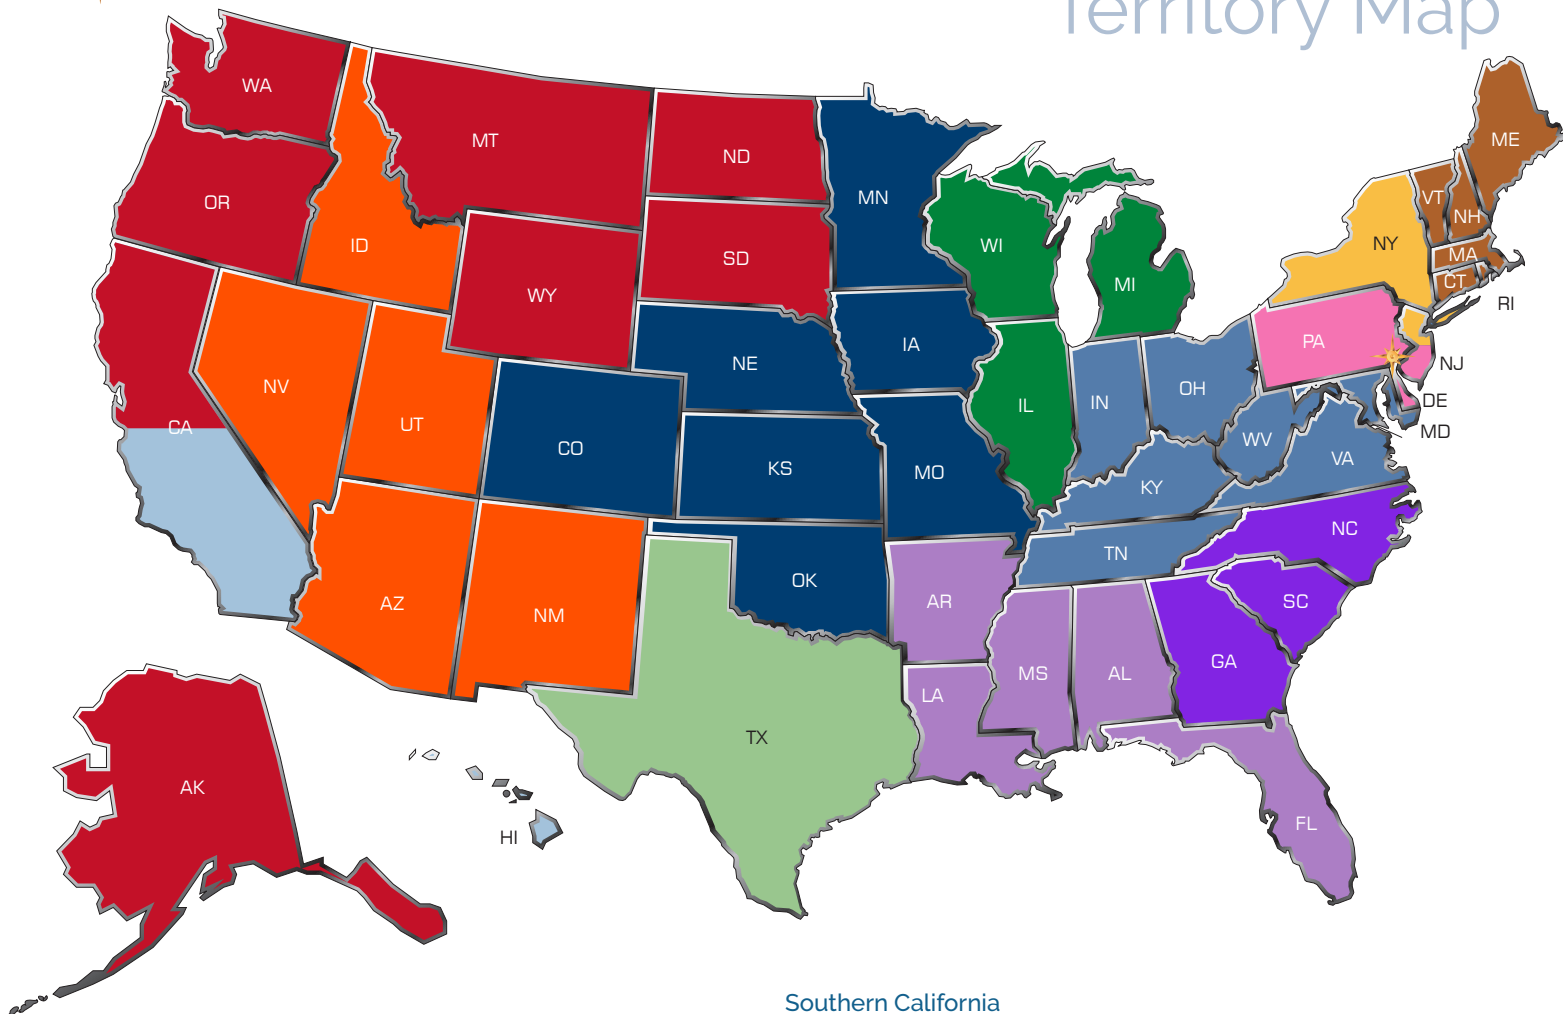 Territory Map
WA
MT
ND
MN
ME
OR
ID
SD
WI
VT
NH
NY
MA
CT
RI
WY
MI
IA
NE
PA
NJ
NV
UT
CO
KS
MO
IL
IN
OH
DE
MD
CA
WV
VA
KY
NC
TN
AZ
NM
OK
AR
SC
MS
AL
GA
LA
TX
AK
HI
FL
Southern California